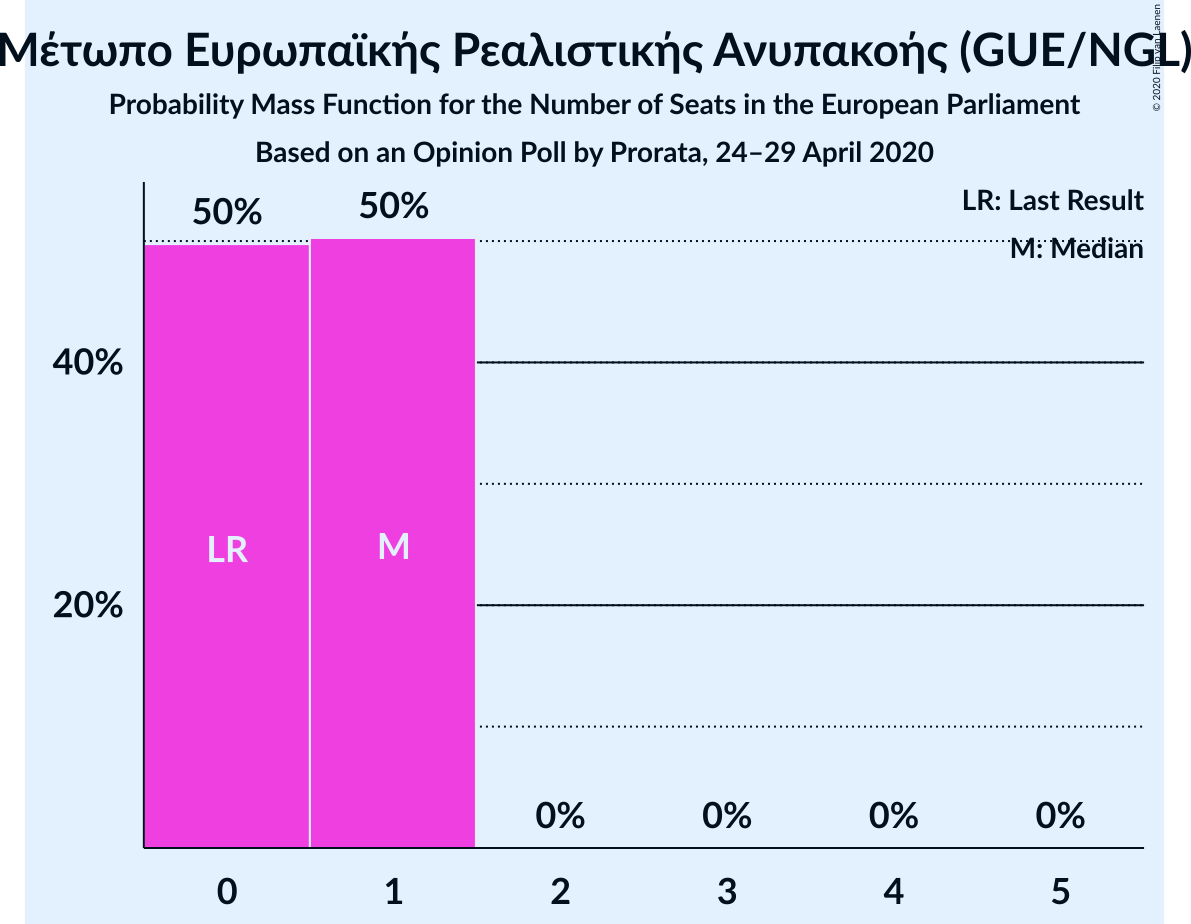 Μέτωπο Ευρωπαϊκής Ρεαλιστικής Ανυπακοής (GUE/NGL)
Probability Mass Function for the Number of Seats in the European Parliament
Based on an Opinion Poll by Prorata, 24–29 April 2020
© 2020 Filip van Laenen
LR: Last Result
M: Median
50%
50%
40%
20%
LR
M
0%
0%
0%
0%
0
1
2
3
4
5